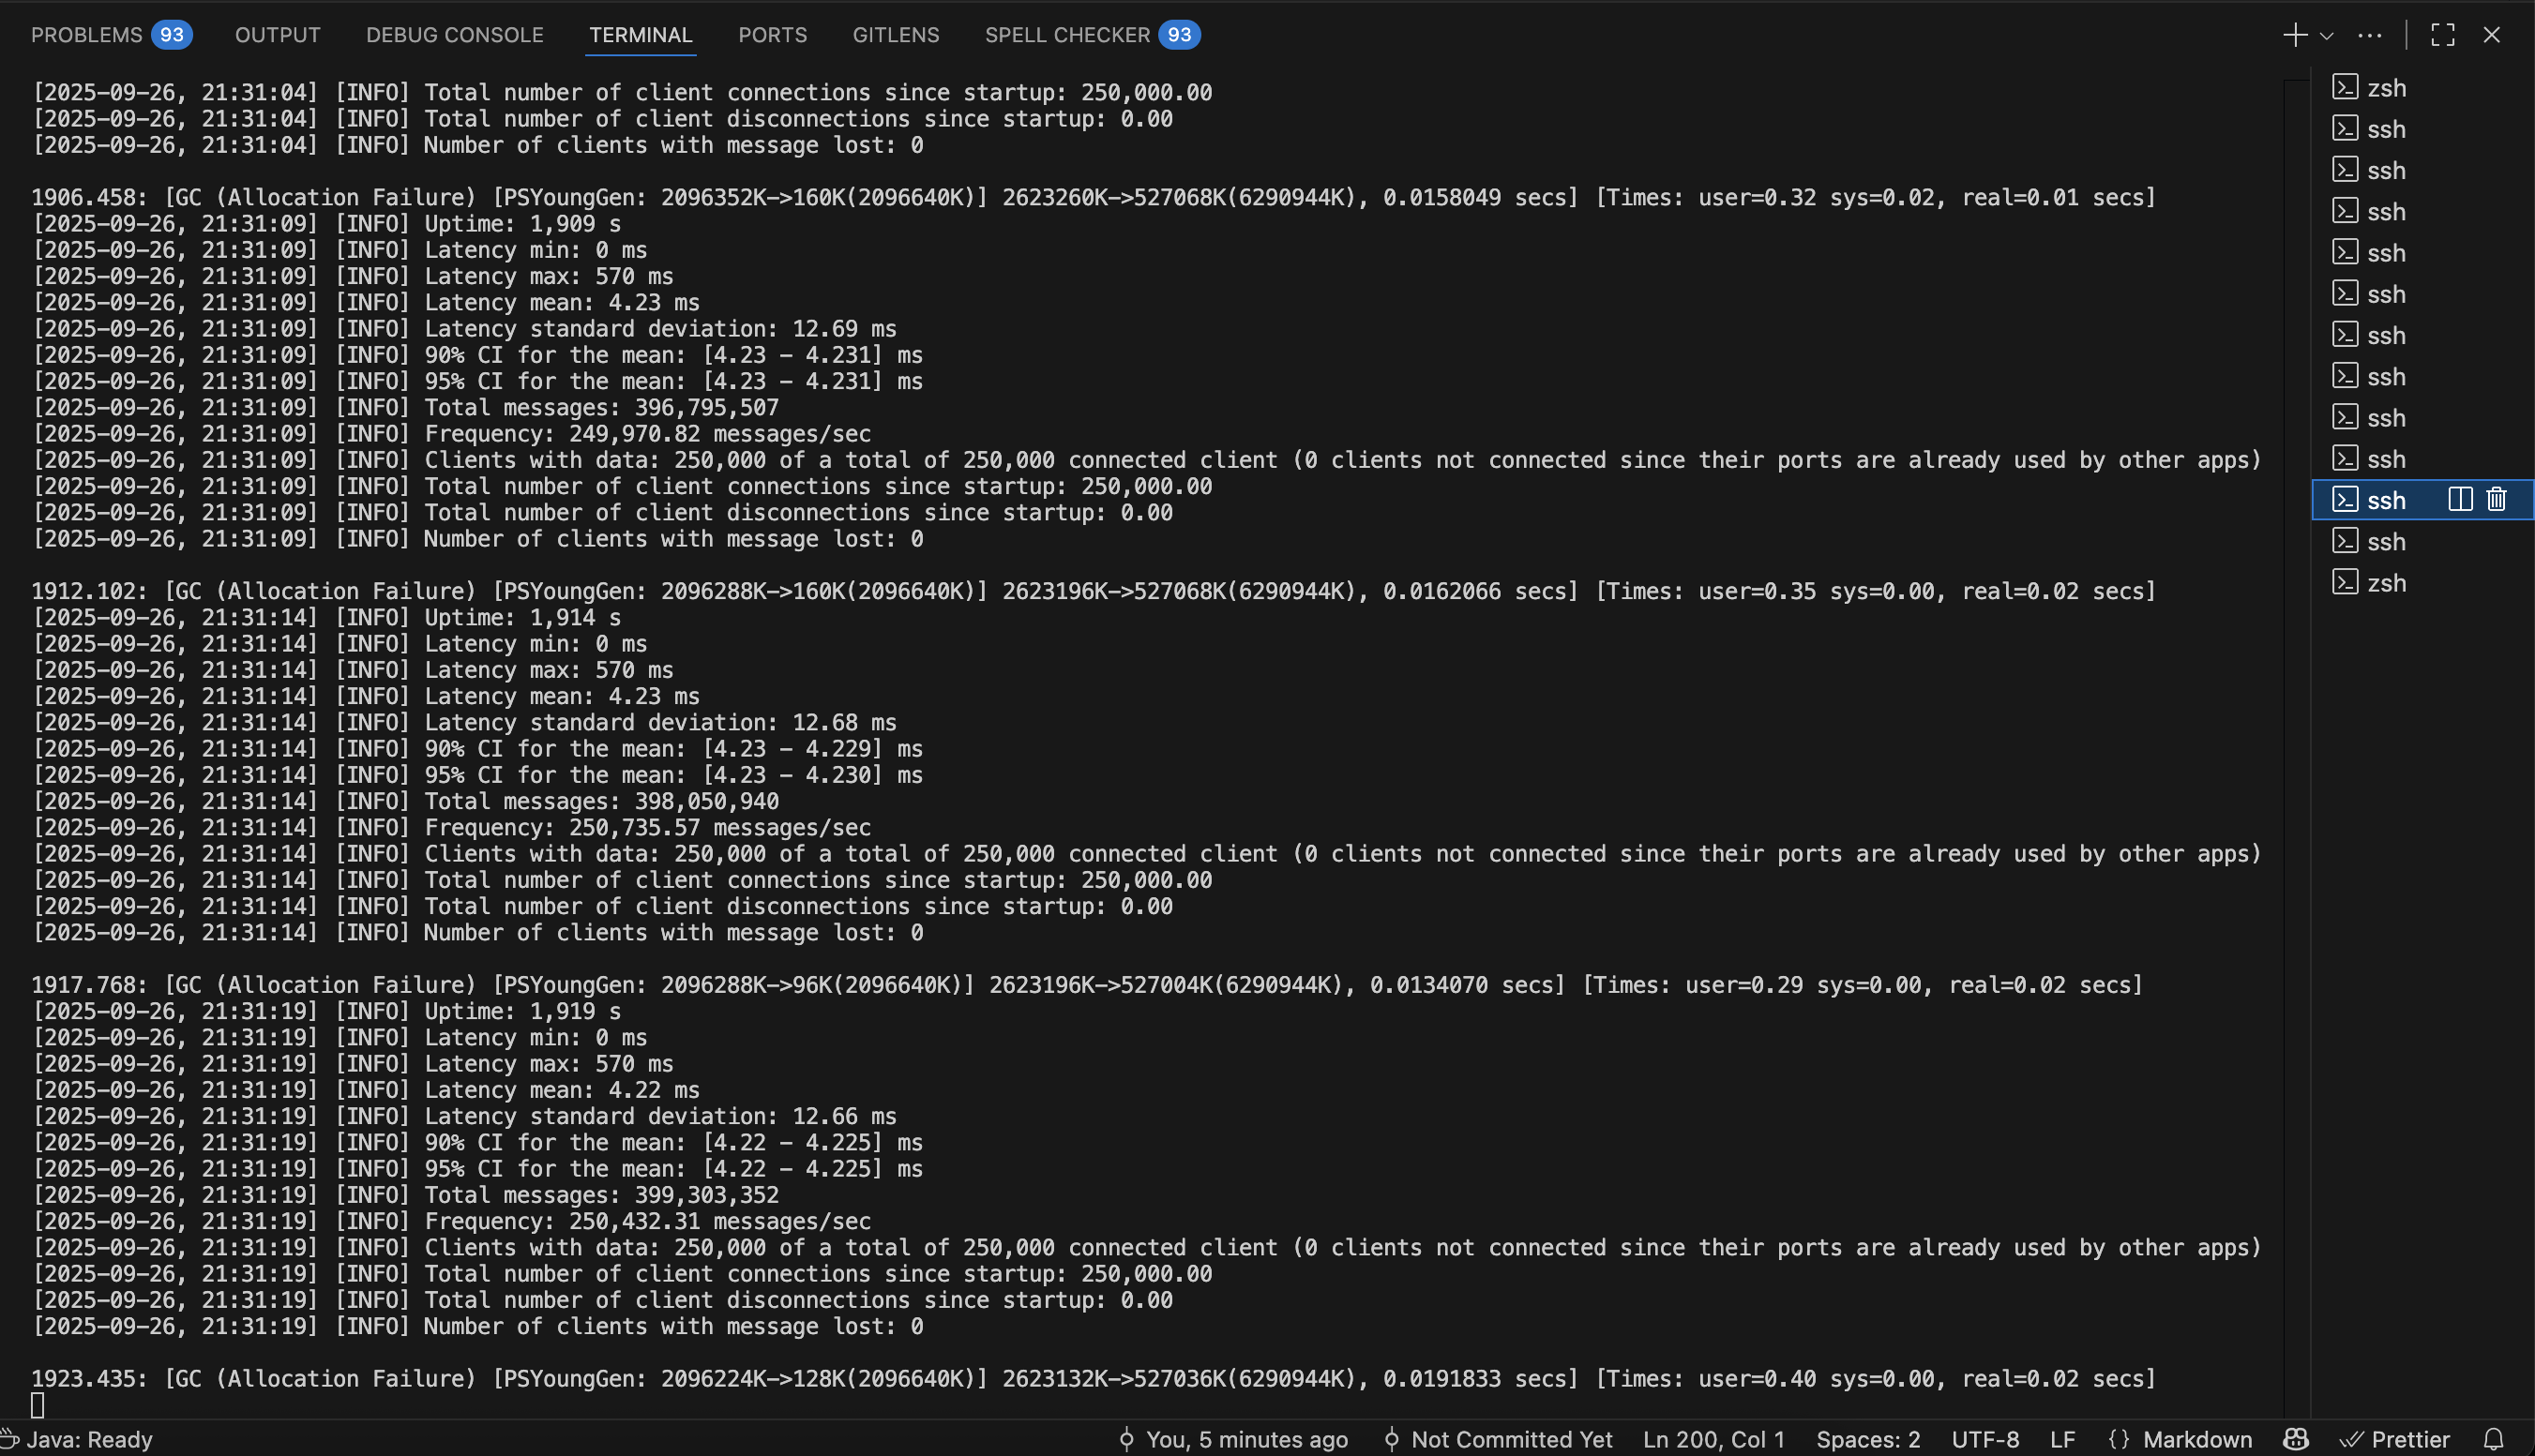 PROBLEMS 93 OUTPUT DEBUG CONSOLE TERMINAL PORTS GITLENS SPELL CHECKER 93
[2025-09-26, 21:31:04] [INFO] Total number of client connections since startup: 250,000.00
[2025-09-26, 21:31:04] [INFO] Total number of client disconnections since startup: 0.00
[2025-09-26, 21:31:04] [INFO] Number of clients with message lost: 0
1906.458: [GC (Allocation Failure) [PSYoungGen: 2096352K->160K(2096640K)] 2623260K->527068K(6290944K), 0.0158049 secs] [Times: user=0.32 sys=0.02, real=0.01 secs]
[2025-09-26, 21:31:09] [INFO] Uptime: 1,909 s
[2025-09-26, 21:31:09] [INFO] Latency min: 0 ms
[2025-09-26, 21:31:09] [INFO] Latency max: 570 ms
[2025-09-26, 21:31:09] [INFO] Latency mean: 4.23 ms
[2025-09-26, 21:31:09] [INFO] Latency standard deviation: 12.69 ms
[2025-09-26, 21:31:09] [INFO] 90% CI for the mean: [4.23 - 4.231] ms
[2025-09-26, 21:31:09] [INFO] 95% CI for the mean: [4.23 - 4.231] ms
[2025-09-26, 21:31:09] [INFO] Total messages: 396,795,507
[2025-09-26, 21:31:09] [INFO] Frequency: 249,970.82 messages/sec
[2025-09-26, 21:31:09] [INFO] Clients with data: 250,000 of a total of 250,000 connected client (0 clients not connected since their ports are already used by other apps)
[2025-09-26, 21:31:09] [INFO] Total number of client connections since startup: 250,000.00
[2025-09-26, 21:31:09] [INFO] Total number of client disconnections since startup: 0.00
[2025-09-26, 21:31:09] [INFO] Number of clients with message lost: 0
1912.102: [GC (Allocation Failure) [PSYoungGen: 2096288K->160K(2096640K)] 2623196K->527068K(6290944K), 0.0162066 secs] [Times: user=0.35 sys=0.00, real=0.02 secs]
[2025-09-26, 21:31:14] [INFO] Uptime: 1,914 s
[2025-09-26, 21:31:14] [INFO] Latency min: 0 ms
[2025-09-26, 21:31:14] [INFO] Latency max: 570 ms
[2025-09-26, 21:31:14] [INFO] Latency mean: 4.23 ms
[2025-09-26, 21:31:14] [INFO] Latency standard deviation: 12.68 ms
[2025-09-26, 21:31:14] [INFO] 90% CI for the mean: [4.23 - 4.229] ms
[2025-09-26, 21:31:14] [INFO] 95% CI for the mean: [4.23 - 4.230] ms
[2025-09-26, 21:31:14] [INFO] Total messages: 398,050,940
[2025-09-26, 21:31:14] [INFO] Frequency: 250,735.57 messages/sec
[2025-09-26, 21:31:14] [INFO] Clients with data: 250,000 of a total of 250,000 connected client (0 clients not connected since their ports are already used by other apps)
[2025-09-26, 21:31:14] [INFO] Total number of client connections since startup: 250,000.00
[2025-09-26, 21:31:14] [INFO] Total number of client disconnections since startup: 0.00
[2025-09-26, 21:31:14] [INFO] Number of clients with message lost: 0
1917.768: [GC (Allocation Failure) [PSYoungGen: 2096288K->96K(2096640K)] 2623196K->527004K(6290944K), 0.0134070 secs] [Times: user=0.29 sys=0.00, real=0.02 secs]
[2025-09-26, 21:31:19] [INFO] Uptime: 1,919 s
[2025-09-26, 21:31:19] [INFO] Latency min: 0 ms
[2025-09-26, 21:31:19] [INFO] Latency max: 570 ms
[2025-09-26, 21:31:19] [INFO] Latency mean: 4.22 ms
[2025-09-26, 21:31:19] [INFO] Latency standard deviation: 12.66 ms
[2025-09-26, 21:31:19] [INFO] 90% CI for the mean: [4.22 - 4.225] ms
[2025-09-26, 21:31:19] [INFO] 95% CI for the mean: [4.22 - 4.225] ms
[2025-09-26, 21:31:19] [INFO] Total messages: 399,303,352
[2025-09-26, 21:31:19] [INFO] Frequency: 250,432.31 messages/sec
[2025-09-26, 21:31:19] [INFO] Clients with data: 250,000 of a total of 250,000 connected client (0 clients not connected since their ports are already used by other apps)
[2025-09-26, 21:31:19] [INFO] Total number of client connections since startup: 250,000.00
[2025-09-26, 21:31:19] [INFO] Total number of client disconnections since startup: 0.00
[2025-09-26, 21:31:19] [INFO] Number of clients with message lost: 0
1923.435: [GC (Allocation Failure) [PSYoungGen: 2096224K->128K(2096640K)] 2623132K->527036K(6290944K), 0.0191833 secs] [Times: user=0.40 sys=0.00, real=0.02 secs]
zsh
ssh
ssh
ssh
ssh
ssh
ssh
ssh
ssh
ssh
ssh
ssh
zsh
Java: Ready You, 5 minutes ago Not Committed Yet Ln 200, Col 1 Spaces: 2 UTF-8 LF {} Markdown Prettier